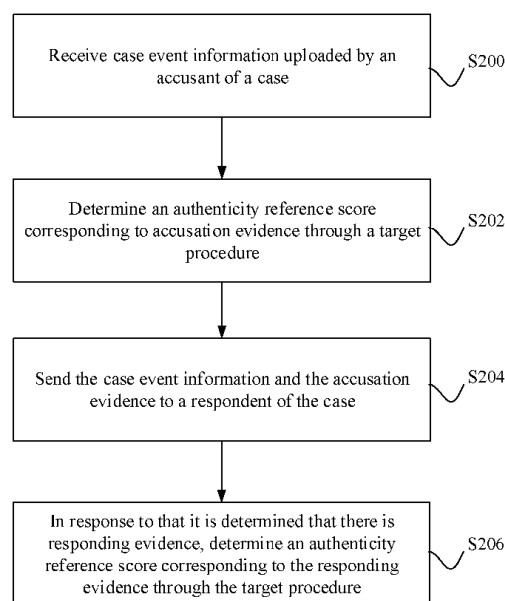 Receive case event information uploaded by an
accusant of a case
S200
Determine an authenticity reference score
corresponding to accusation evidence through a target
procedure
S202
Send the case event information and the accusation
evidence to a respondent of the case
S204
In response to that it is determined that there is
responding evidence, determine an authenticity
reference score corresponding to the responding
evidence through the target procedure
S206